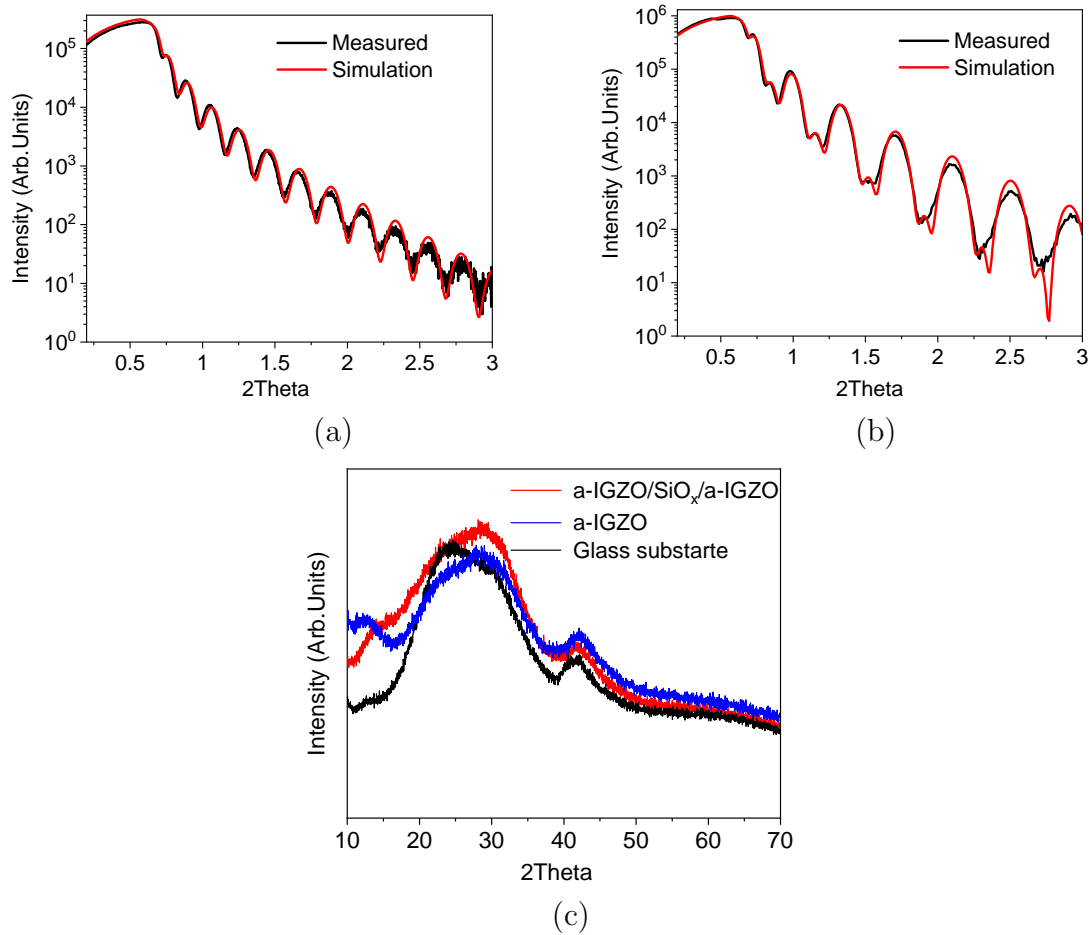 10⁵
10⁴
10³
10²
10¹
10⁰
Intensity (Arb.Units)
Measured
Simulation
0.5 1 1.5 2 2.5 3
2Theta
(a)
10⁶
10⁵
10⁴
10³
10²
10¹
10⁰
Intensity (Arb.Units)
Measured
Simulation
0.5 1 1.5 2 2.5 3
2Theta
(b)
Intensity (Arb.Units)
a-IGZO/SiOₓ/a-IGZO
a-IGZO
Glass substarte
10 20 30 40 50 60 70
2Theta
(c)